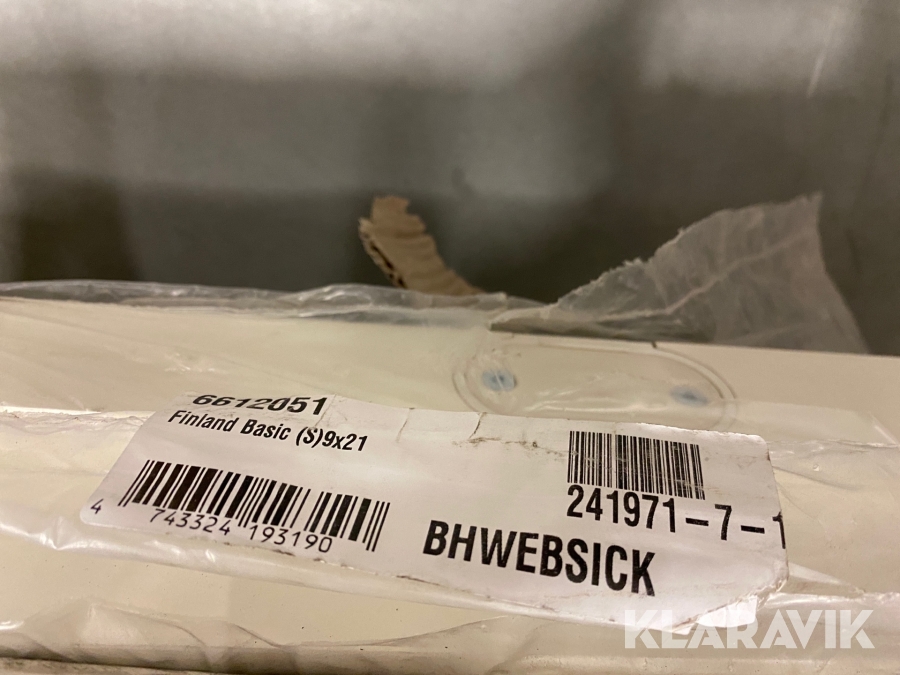 6612051
Finland Basic (S)9x21
4 743324 193190
241971-7-1
BHWEBSICK
KLARAVIK